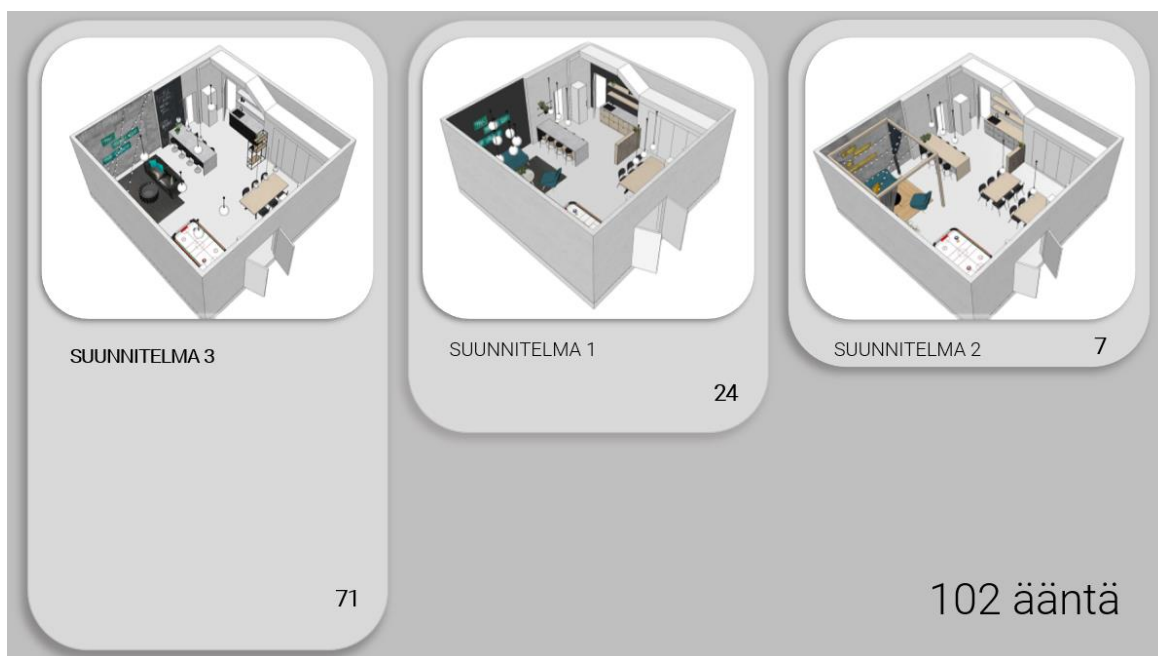 SUUNNITELMA 3
71
SUUNNITELMA 1
24
SUUNNITELMA 2
7
102 ääntä